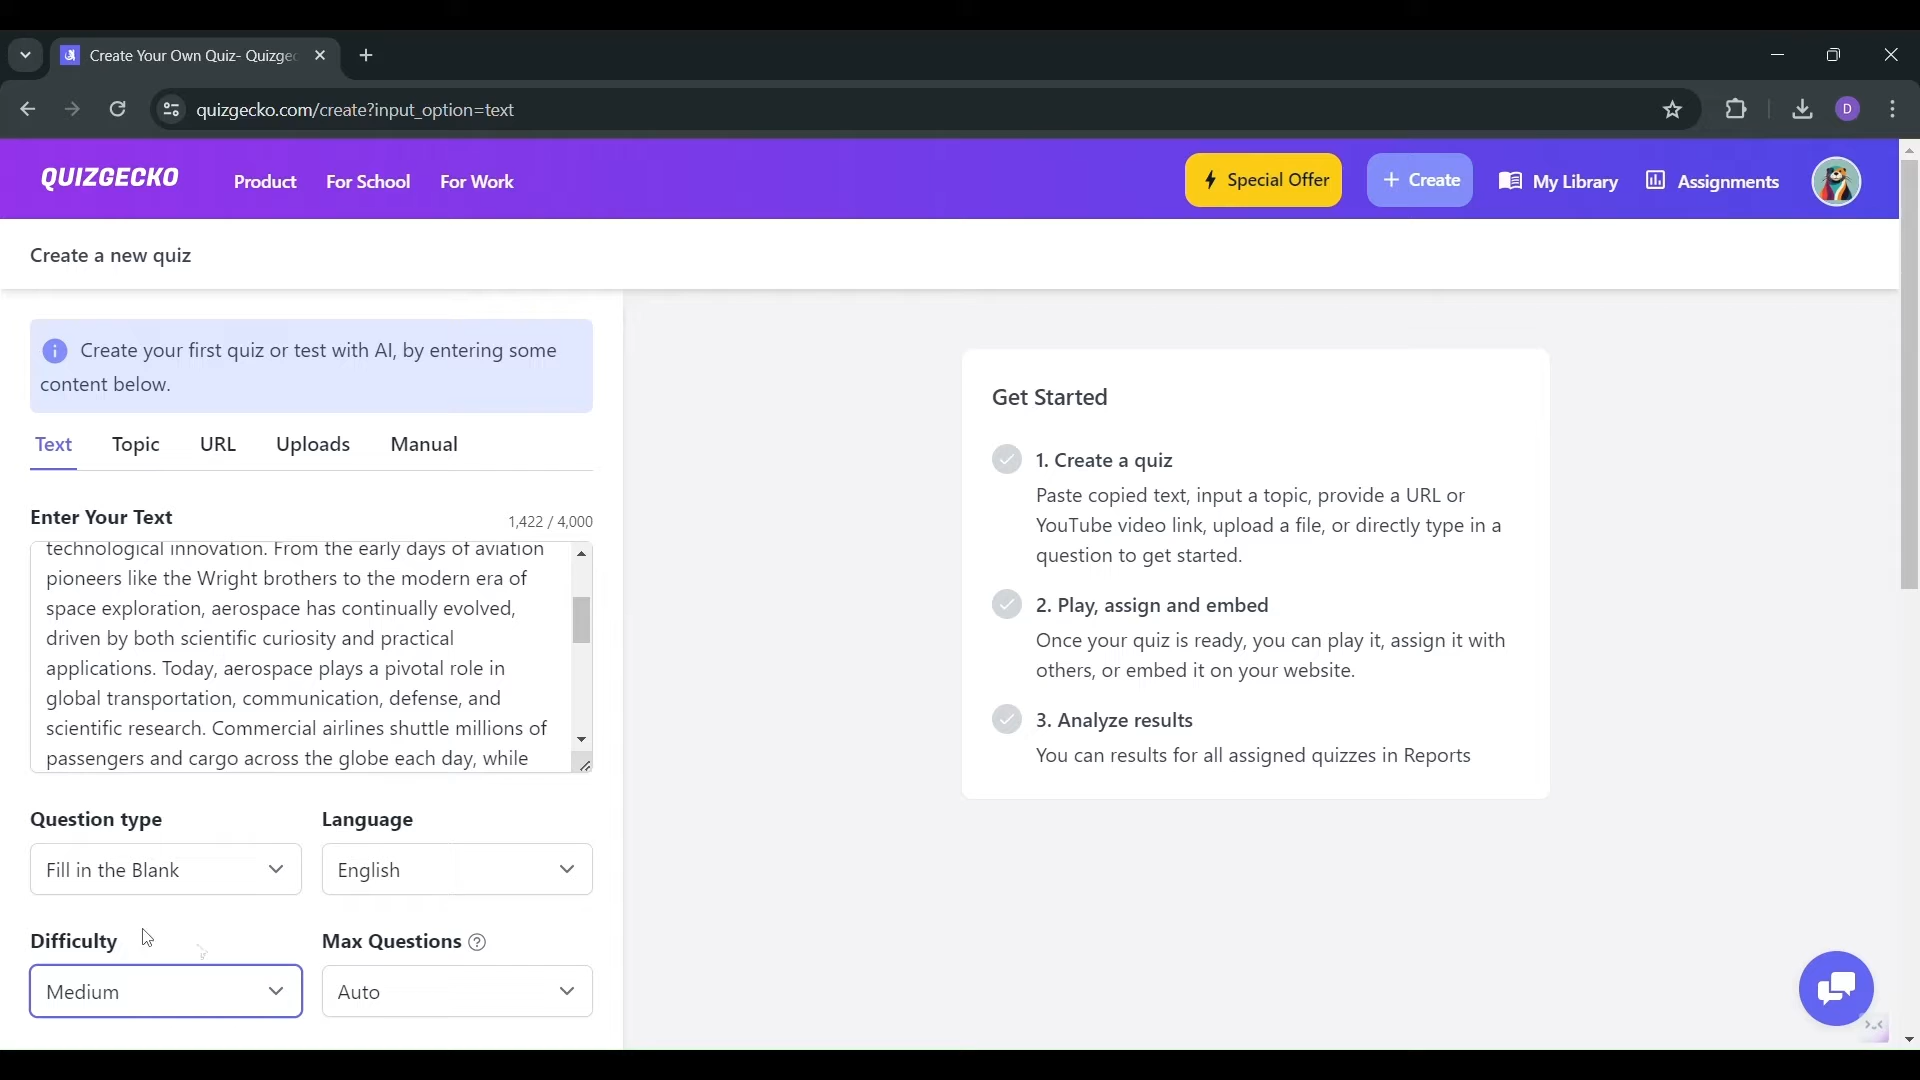 Create Your Own Quiz- Quizgec
quizgecko.com/create?input_option=text
D
QUIZGECKO
Product
For School
For Work
Special Offer
+ Create
My Library
Assignments
Create a new quiz
Create your first quiz or test with AI, by entering some
content below.
Text
Topic
URL
Uploads
Manual
Enter Your Text
1,422 / 4,000
technological innovation. From the early days of aviation
pioneers like the Wright brothers to the modern era of
space exploration, aerospace has continually evolved,
driven by both scientific curiosity and practical
applications. Today, aerospace plays a pivotal role in
global transportation, communication, defense, and
scientific research. Commercial airlines shuttle millions of
passengers and cargo across the globe each day, while
Question type
Language
Fill in the Blank
English
Difficulty
Max Questions ?
Medium
Auto
Get Started
1. Create a quiz
Paste copied text, input a topic, provide a URL or
YouTube video link, upload a file, or directly type in a
question to get started.
2. Play, assign and embed
Once your quiz is ready, you can play it, assign it with
others, or embed it on your website.
3. Analyze results
You can results for all assigned quizzes in Reports